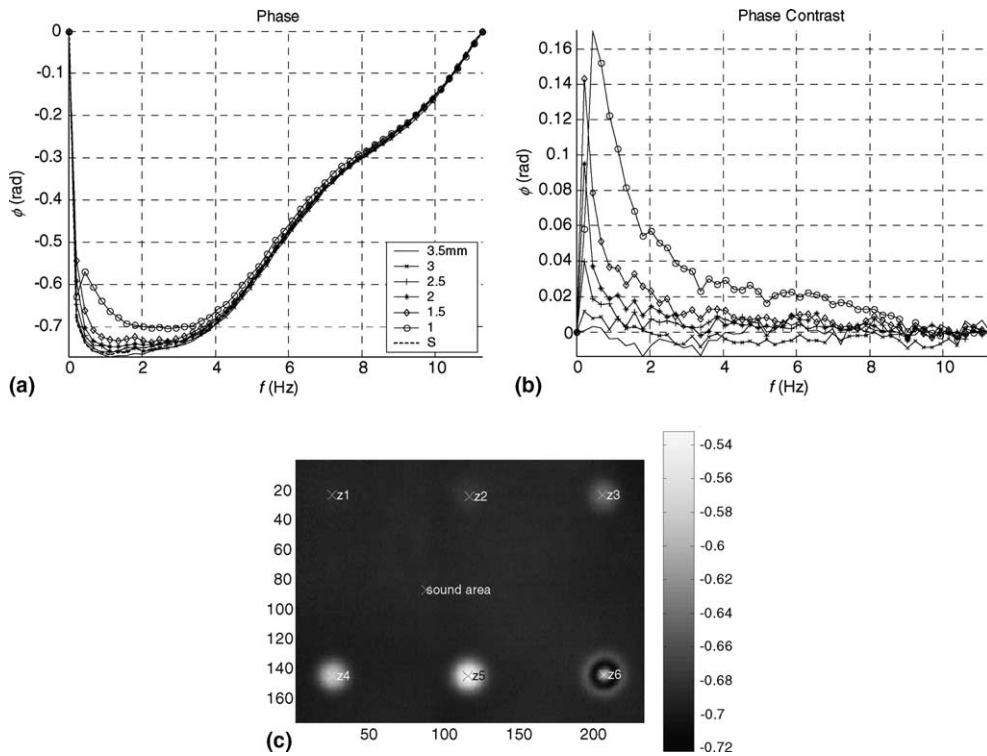 Phase
0
-0.1
-0.2
-0.3
-0.4
-0.5
-0.6
-0.7
ϕ (rad)
3.5mm
3
2.5
2
1.5
1
S
0 2 4 6 8 10
f (Hz)
(a)
Phase Contrast
0.16
0.14
0.12
0.1
0.08
0.06
0.04
0.02
0
ϕ (rad)
0 2 4 6 8 10
f (Hz)
(b)
20
40
60
80
100
120
140
160
z1
z2
z3
sound area
z4
z5
z6
50 100 150 200
(c)
-0.54
-0.56
-0.58
-0.6
-0.62
-0.64
-0.66
-0.68
-0.7
-0.72